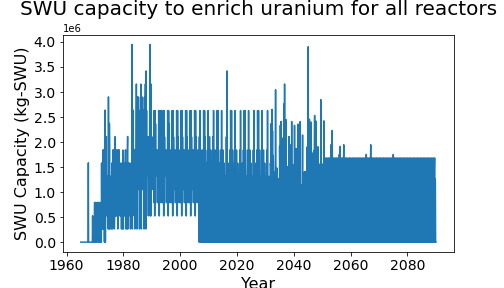 SWU capacity to enrich uranium for all reactors
1e6
SWU Capacity (kg-SWU)
4.0
3.5
3.0
2.5
2.0
1.5
1.0
0.5
0.0
1960 1980 2000 2020 2040 2060 2080
Year